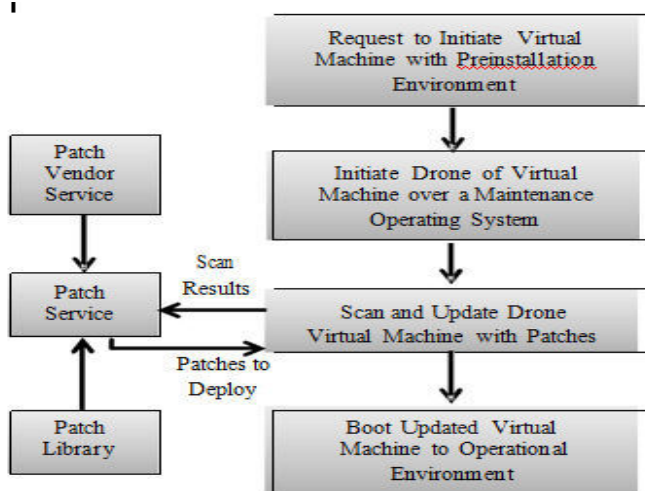 Request to Initiate Virtual
Machine with Preinstallation
Environment
Patch
Vendor
Service
Initiate Drone of Virtual
Machine over a Maintenance
Operating System
Scan
Results
Patch
Service
Scan and Update Drone
Virtual Machine with Patches
Patches to
Deploy
Patch
Library
Boot Updated Virtual
Machine to Operational
Environment